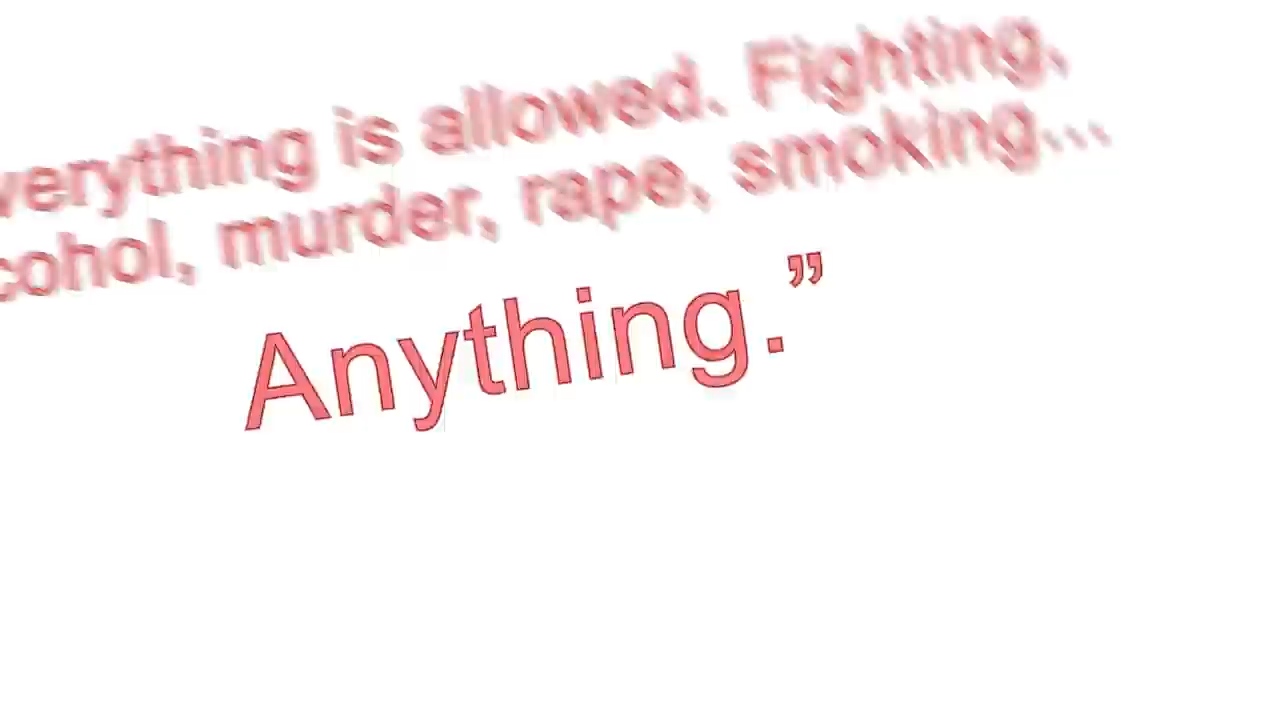 verything is allowed. Fighting,
cohol, murder, rape, smoking...
Anything.”